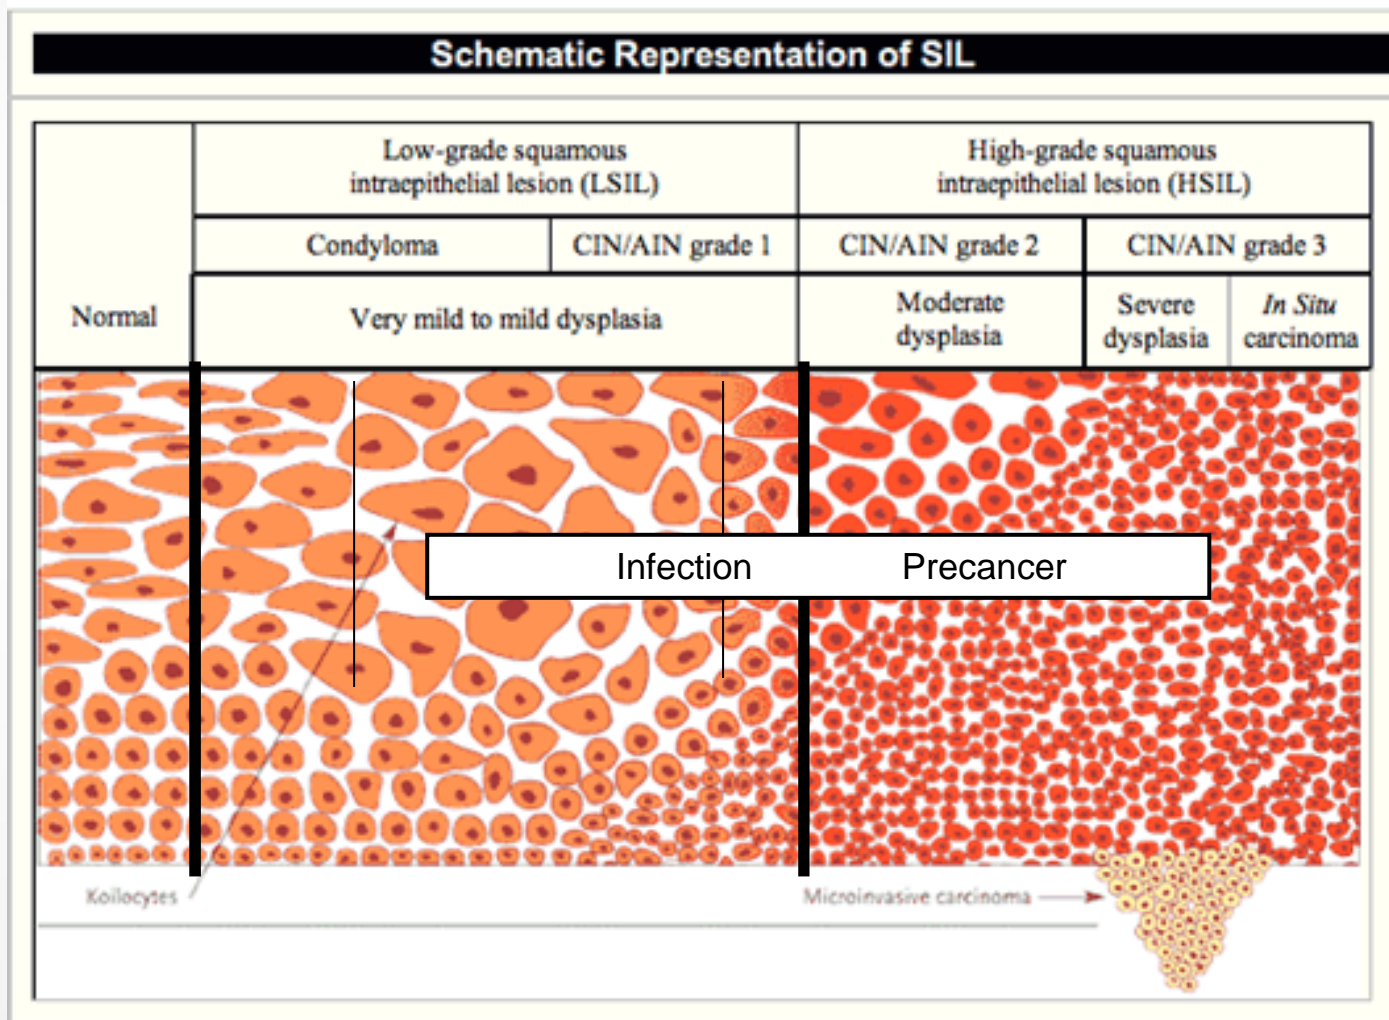 Schematic Representation of SIL
Low-grade squamous
intraepithelial lesion (LSIL)
High-grade squamous
intraepithelial lesion (HSIL)
Condyloma
CIN/AIN grade 1
CIN/AIN grade 2
CIN/AIN grade 3
Normal
Very mild to mild dysplasia
Moderate
dysplasia
Severe
dysplasia
In Situ
carcinoma
Infection
Precancer
Koilocytes
Microinvasive carcinoma